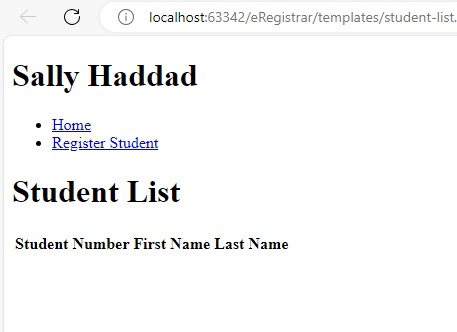 localhost:63342/eRegistrar/templates/student-list.
Sally Haddad
Home
Register Student
Student List
Student Number First Name Last Name